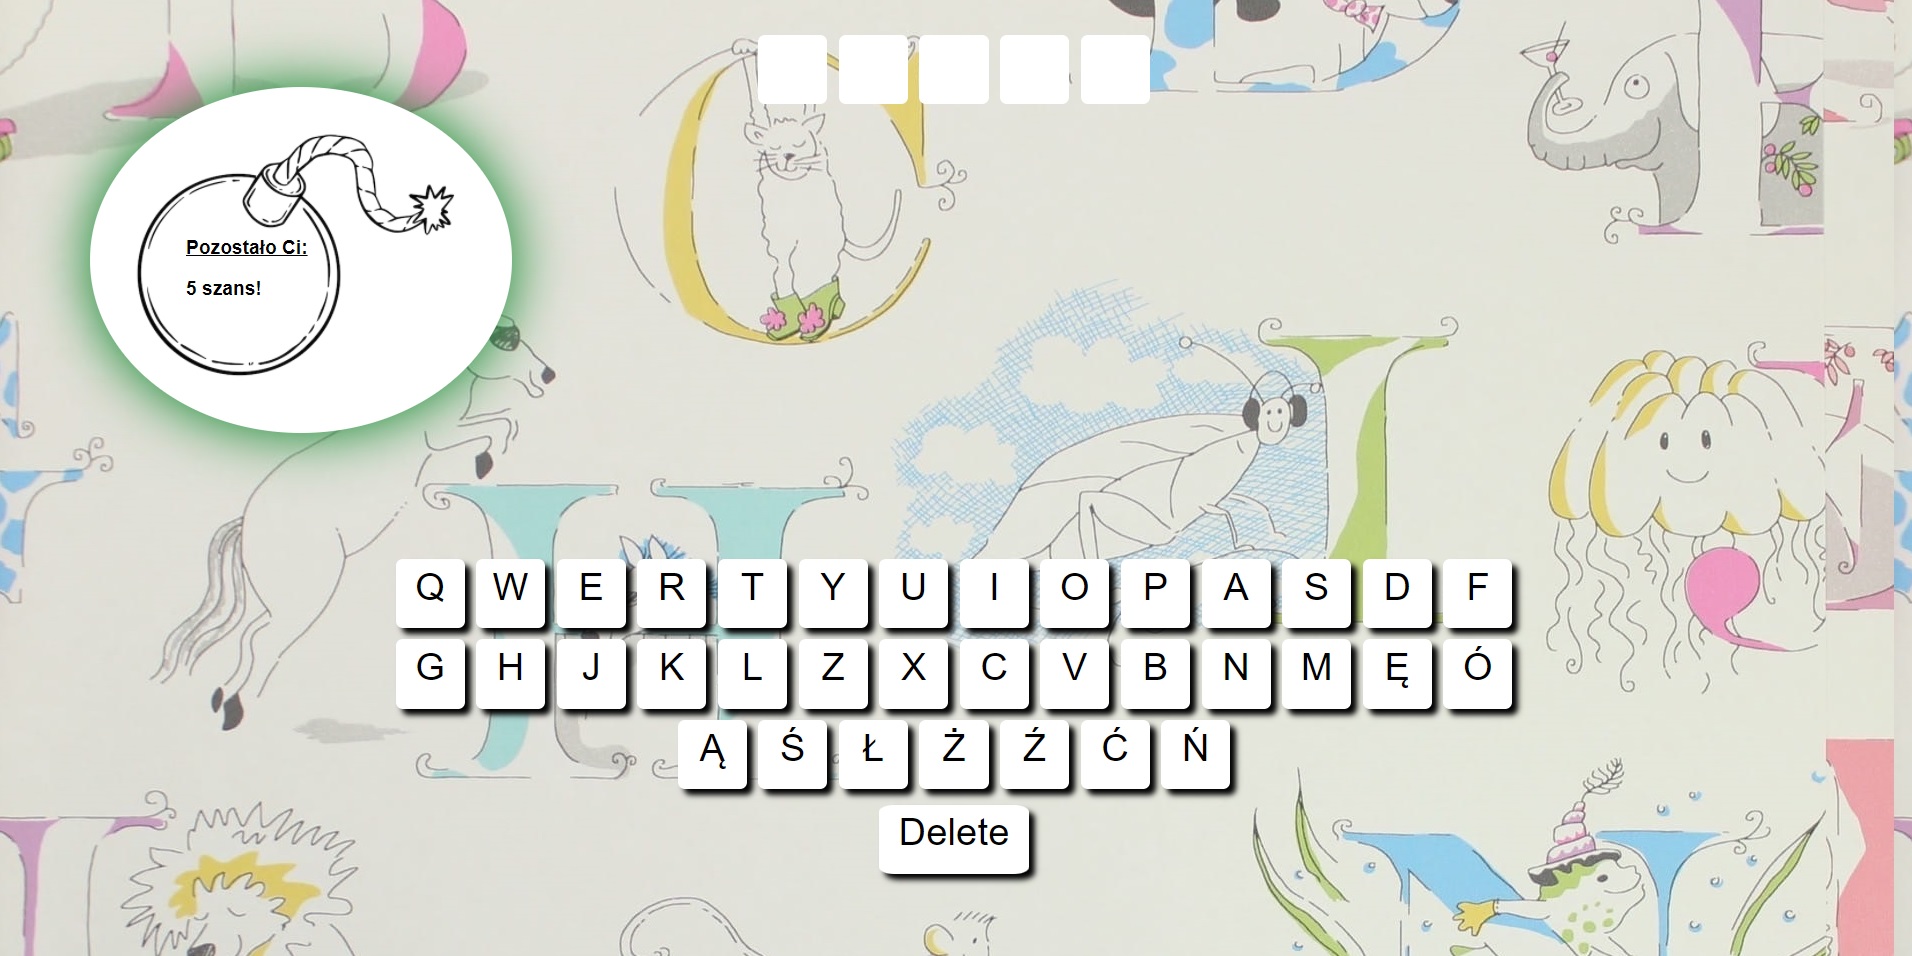 Pozostało Ci:
5 szans!
Q W E R T Y U I O P A S D F
G H J K L Z X C V B N M Ę Ó
Ą Ś Ł Ż Ź Ć Ń
Delete